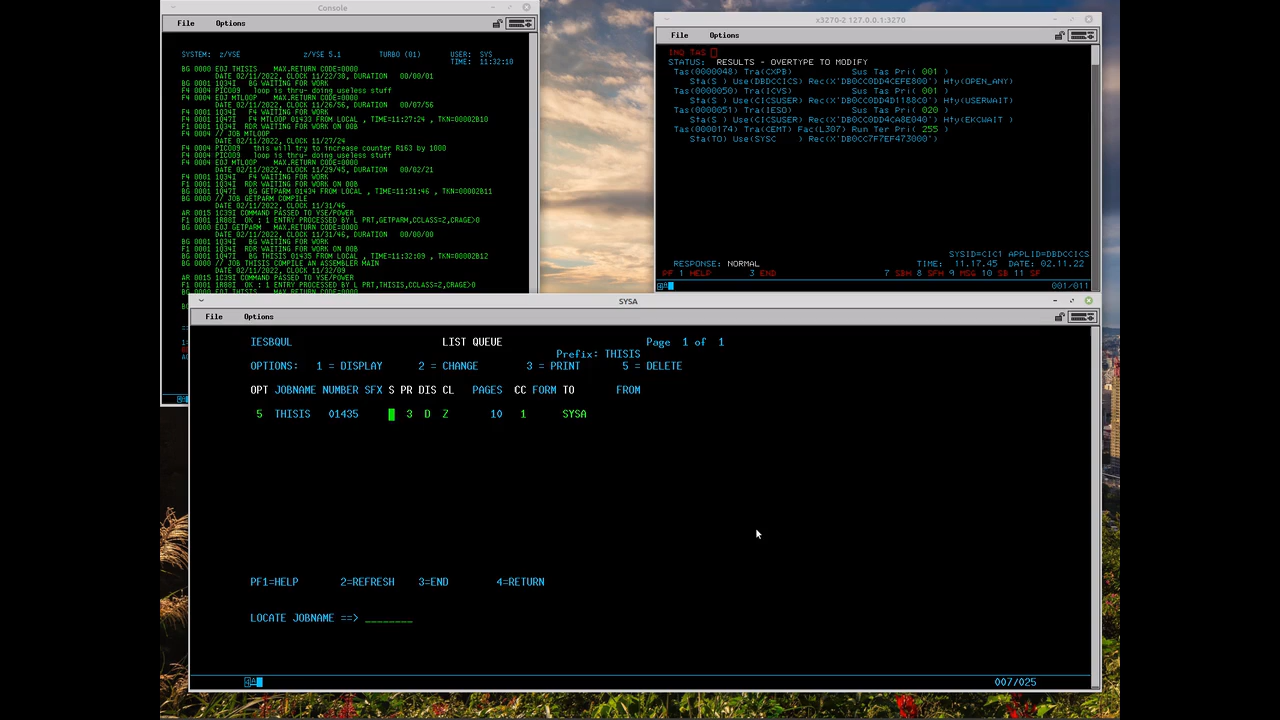 Console
File Options
SYSTEM: z/VSE z/VSE 5.1 TURBO (01) USER: SYS
TIME: 11:32:10
BG 0000 EOJ THISIS MAX.RETURN CODE=0000
DATE 02/11/2022, CLOCK 11/22/30, DURATION 00/00/01
BG 0001 1Q34I BG WAITING FOR WORK
F4 0004 PIC009 loop is thru- doing useless stuff
F4 0004 EOJ MTLOOP MAX.RETURN CODE=0000
DATE 02/11/2022, CLOCK 11/26/56, DURATION 00/07/56
F4 0001 1Q34I F4 WAITING FOR WORK
F4 0001 1Q47I F4 MTLOOP 01433 FROM LOCAL , TIME=11:27:24 , TKN=00002B10
F1 0001 1Q34I RDR WAITING FOR WORK ON 00B
F4 0004 // JOB MTLOOP
DATE 02/11/2022, CLOCK 11/27/24
F4 0004 PIC009 this will try to increase counter R163 by 1000
F4 0004 PIC009 loop is thru- doing useless stuff
F4 0004 EOJ MTLOOP MAX.RETURN CODE=0000
DATE 02/11/2022, CLOCK 11/29/45, DURATION 00/02/21
F4 0001 1Q34I F4 WAITING FOR WORK
F1 0001 1Q34I RDR WAITING FOR WORK ON 00B
BG 0001 1Q47I BG GETPARM 01434 FROM LOCAL , TIME=11:31:46 , TKN=00002B11
BG 0000 // JOB GETPARM COMPILE
DATE 02/11/2022, CLOCK 11/31/46
AR 0015 1C39I COMMAND PASSED TO VSE/POWER
F1 0001 1R88I OK : 1 ENTRY PROCESSED BY L PRT,GETPARM,CCLASS=Z,CRAGE>0
BG 0000 EOJ GETPARM MAX.RETURN CODE=0000
DATE 02/11/2022, CLOCK 11/31/46, DURATION 00/00/00
BG 0001 1Q34I BG WAITING FOR WORK
F1 0001 1Q34I RDR WAITING FOR WORK ON 00B
BG 0001 1Q47I BG THISIS 01435 FROM LOCAL , TIME=11:32:09 , TKN=00002B12
BG 0000 // JOB THISIS COMPILE AN ASSEMBLER MAIN
DATE 02/11/2022, CLOCK 11/32/09
AR 0015 1C39I COMMAND PASSED TO VSE/POWER
F1 0001 1R88I OK : 1 ENTRY PROCESSED BY L PRT,THISIS,CCLASS=Z,CRAGE>0
BG 0000 EOJ THISIS MAX.RETURN CODE=0000
x3270-2 127.0.0.1:3270
File Options
INQ TAS
STATUS: RESULTS - OVERTYPE TO MODIFY
Tas(0000048) Tra(CXPB) Sus Tas Pri( 001 )
Sta(S ) Use(DBDCCICS) Rec(X'DB0CC0DD4CEFE800') Hty(OPEN_ANY)
Tas(0000050) Tra(ICVS) Sus Tas Pri( 001 )
Sta(S ) Use(CICSUSER) Rec(X'DB0CC0DD4D1188C0') Hty(USERWAIT)
Tas(0000051) Tra(IESO) Sus Tas Pri( 020 )
Sta(S ) Use(CICSUSER) Rec(X'DB0CC0DD4CA8E040') Hty(EKCWAIT )
Tas(0000174) Tra(CEMT) Fac(L307) Run Ter Pri( 255 )
Sta(TO) Use(SYSC ) Rec(X'DB0CC7F7EF473000')
SYSID=CIC1 APPLID=DBDCCICS
RESPONSE: NORMAL TIME: 11.17.45 DATE: 02.11.22
PF 1 HELP 3 END 7 SBH 8 SFH 9 MSG 10 SB 11 SF
001/011
SYSA
File Options
IESBQUL LIST QUEUE Page 1 of 1
Prefix: THISIS
OPTIONS: 1 = DISPLAY 2 = CHANGE 3 = PRINT 5 = DELETE
OPT JOBNAME NUMBER SFX S PR DIS CL PAGES CC FORM TO FROM
5 THISIS 01435 3 D Z 10 1 SYSA
PF1=HELP 2=REFRESH 3=END 4=RETURN
LOCATE JOBNAME ==> ________
4A
007/025